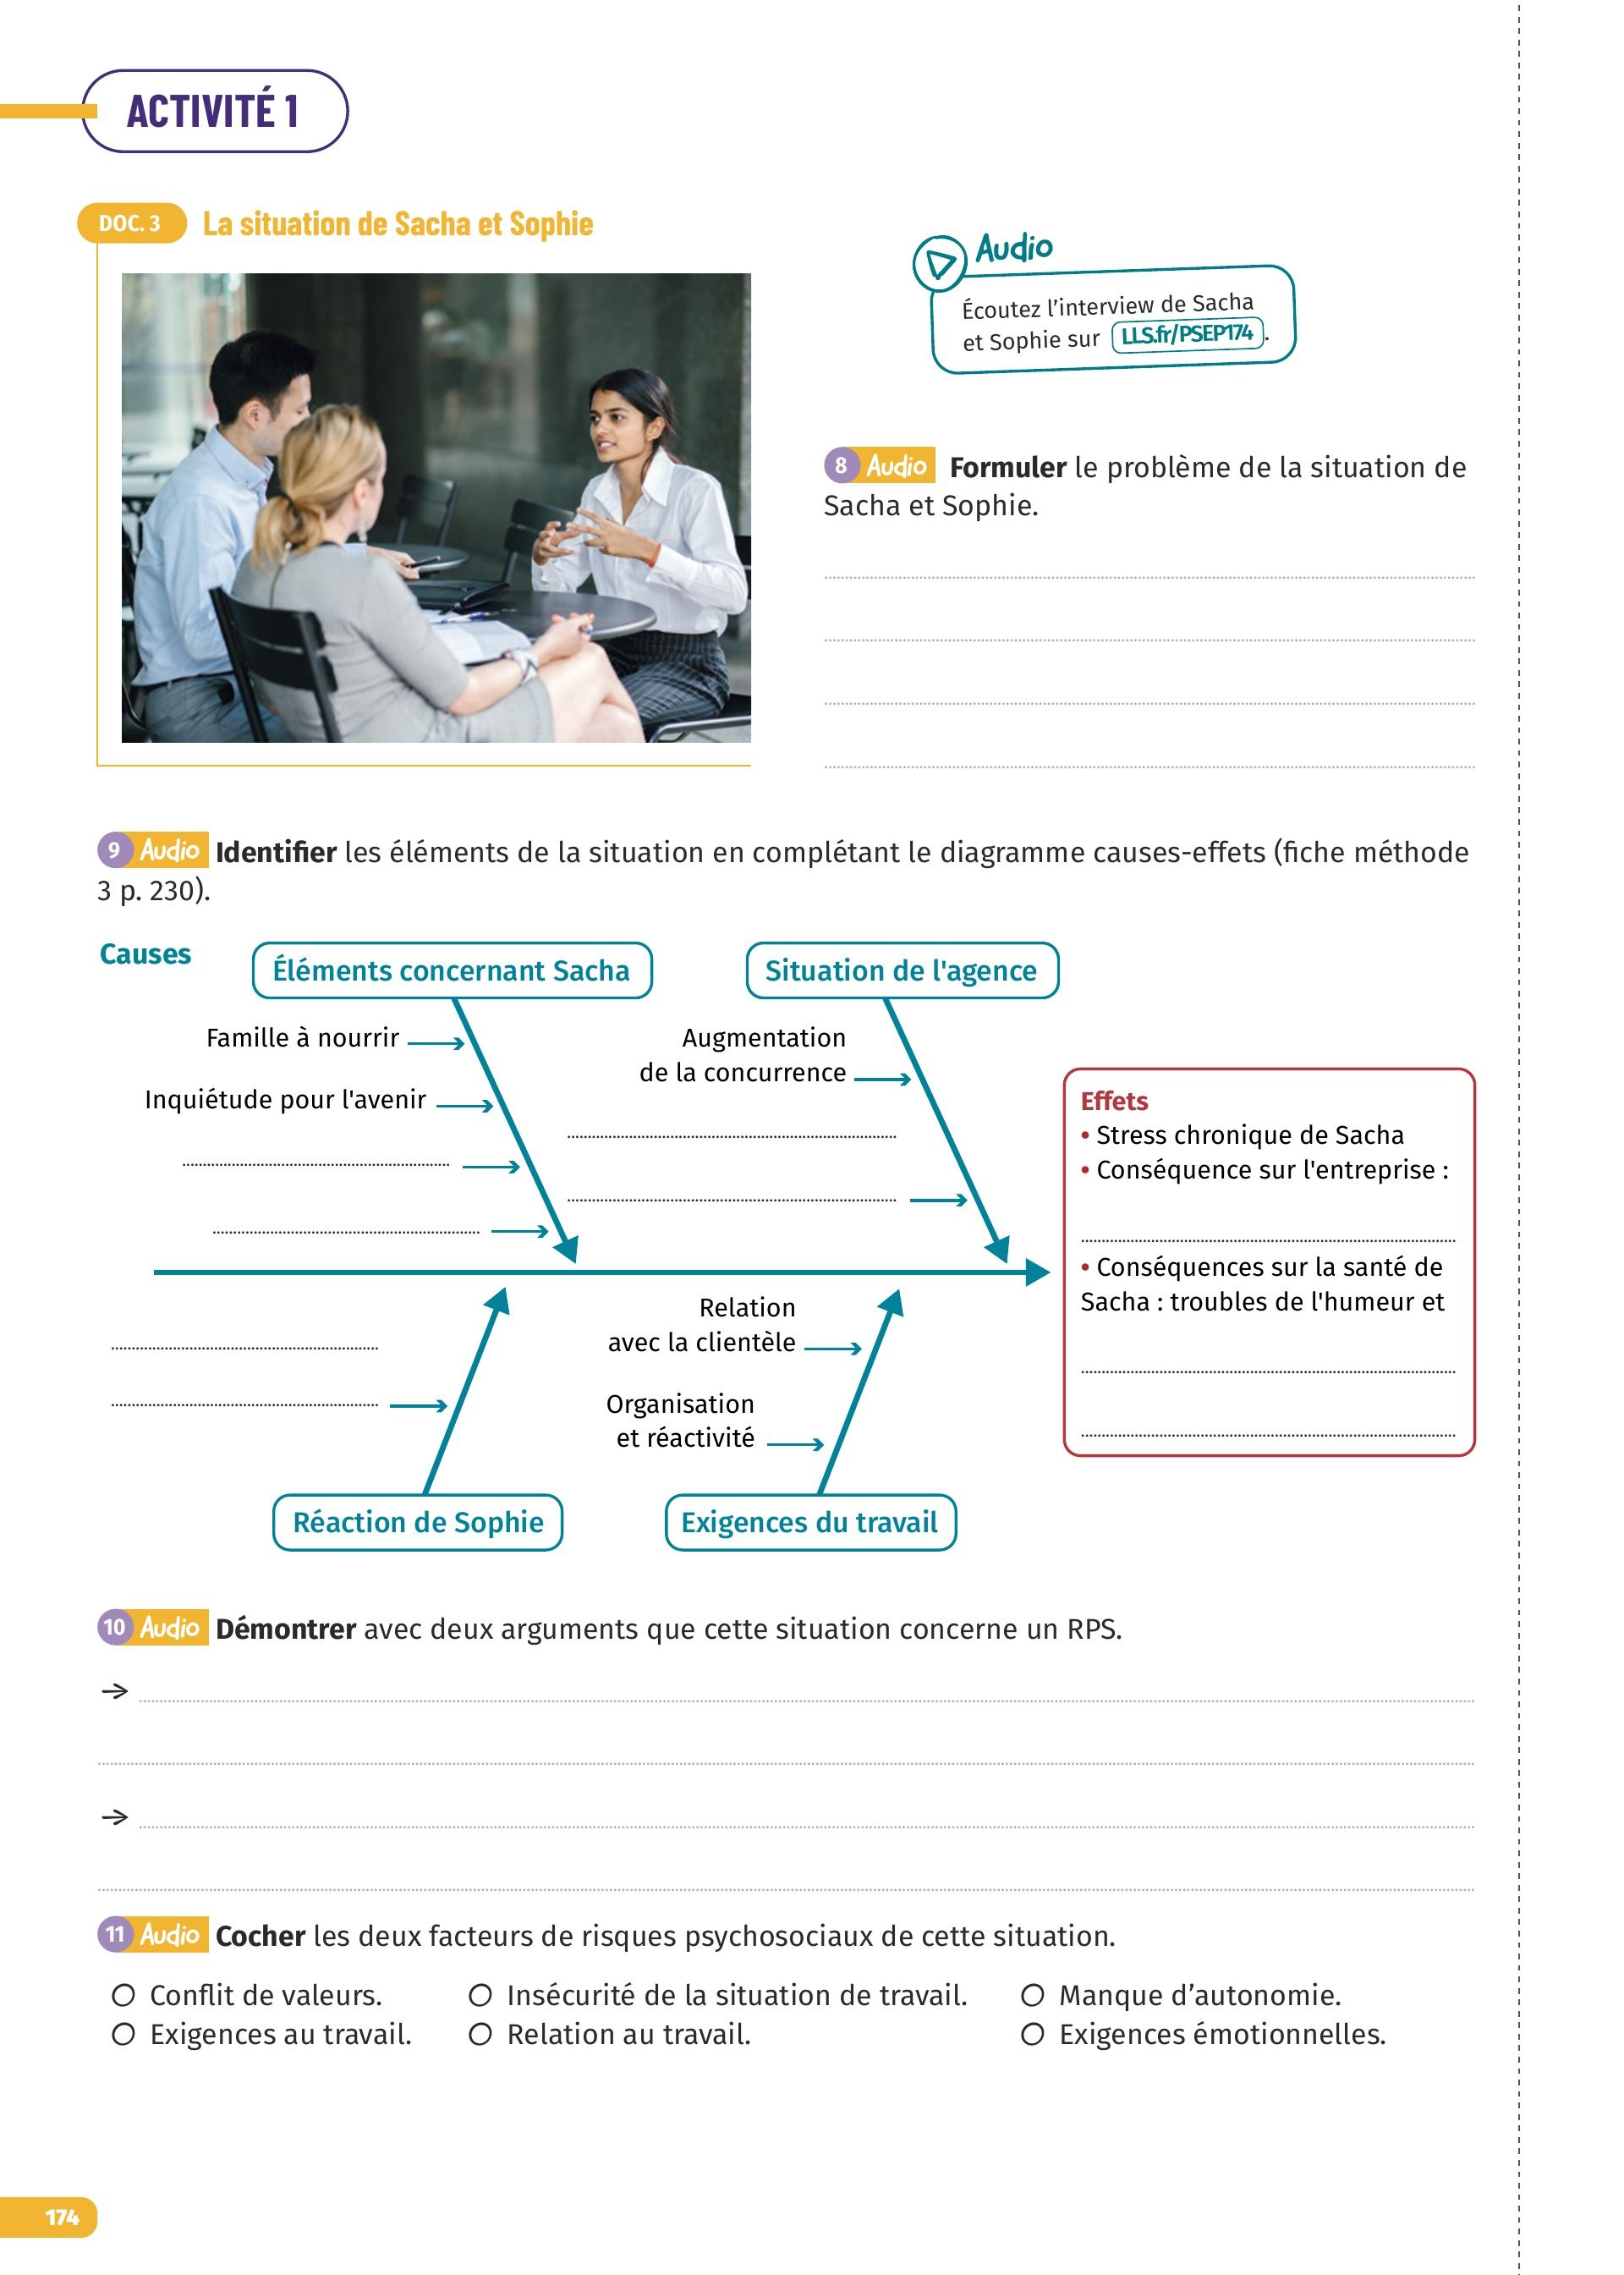 ACTIVITÉ 1
DOC. 3 La situation de Sacha et Sophie
Audio
Écoutez l’interview de Sacha
et Sophie sur LLS.fr/PSEP174.
8 Audio Formuler le problème de la situation de
Sacha et Sophie.
9 Audio Identifier les éléments de la situation en complétant le diagramme causes-effets (fiche méthode
3 p. 230).
Causes
Éléments concernant Sacha
Famille à nourrir
Inquiétude pour l'avenir
Situation de l'agence
Augmentation
de la concurrence
Réaction de Sophie
Relation
avec la clientèle
Organisation
et réactivité
Exigences du travail
Effets
• Stress chronique de Sacha
• Conséquence sur l'entreprise :
• Conséquences sur la santé de
Sacha : troubles de l'humeur et
10 Audio Démontrer avec deux arguments que cette situation concerne un RPS.
11 Audio Cocher les deux facteurs de risques psychosociaux de cette situation.
Conflit de valeurs. Insécurité de la situation de travail. Manque d’autonomie.
Exigences au travail. Relation au travail. Exigences émotionnelles.
174